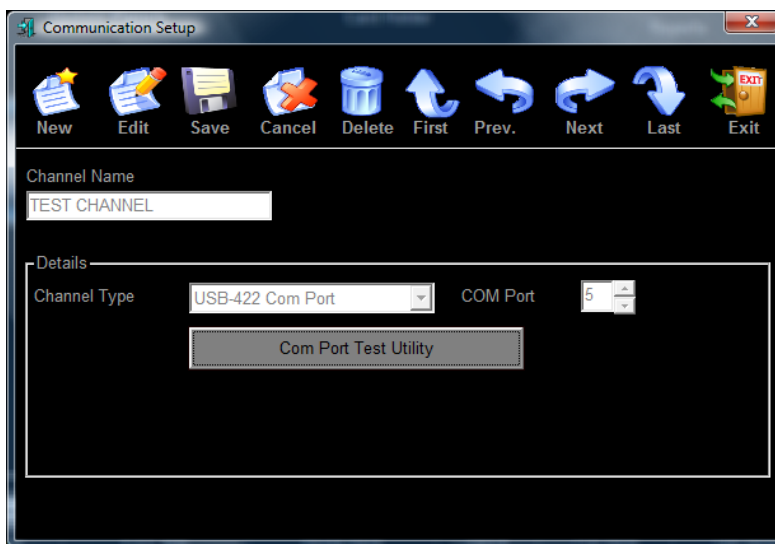 Communication Setup
EXIT
New Edit Save Cancel Delete First Prev. Next Last Exit
Channel Name
TEST CHANNEL
Details
Channel Type USB-422 Com Port COM Port 5
Com Port Test Utility